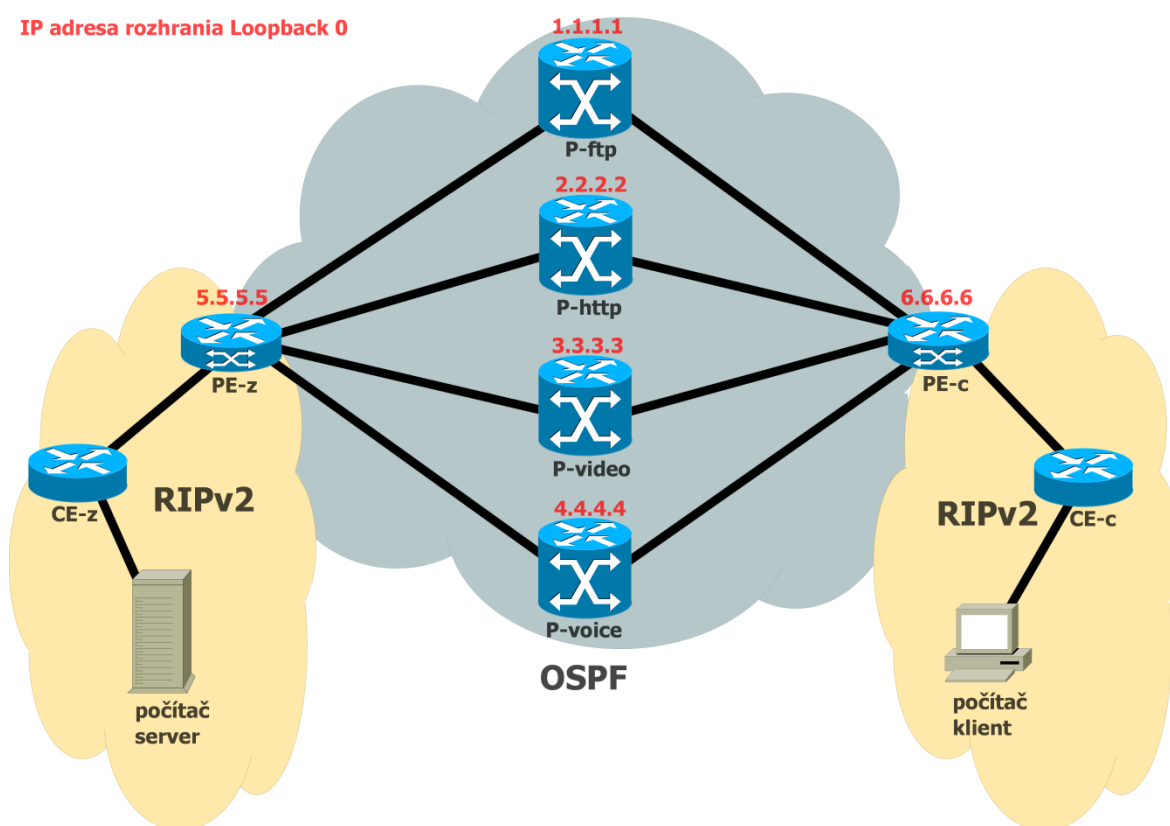 IP adresa rozhrania Loopback 0
1.1.1.1
P-ftp
2.2.2.2
P-http
5.5.5.5
PE-z
3.3.3.3
P-video
6.6.6.6
PE-c
CE-z
RIPv2
4.4.4.4
P-voice
RIPv2
CE-c
OSPF
počítač
server
počítač
klient